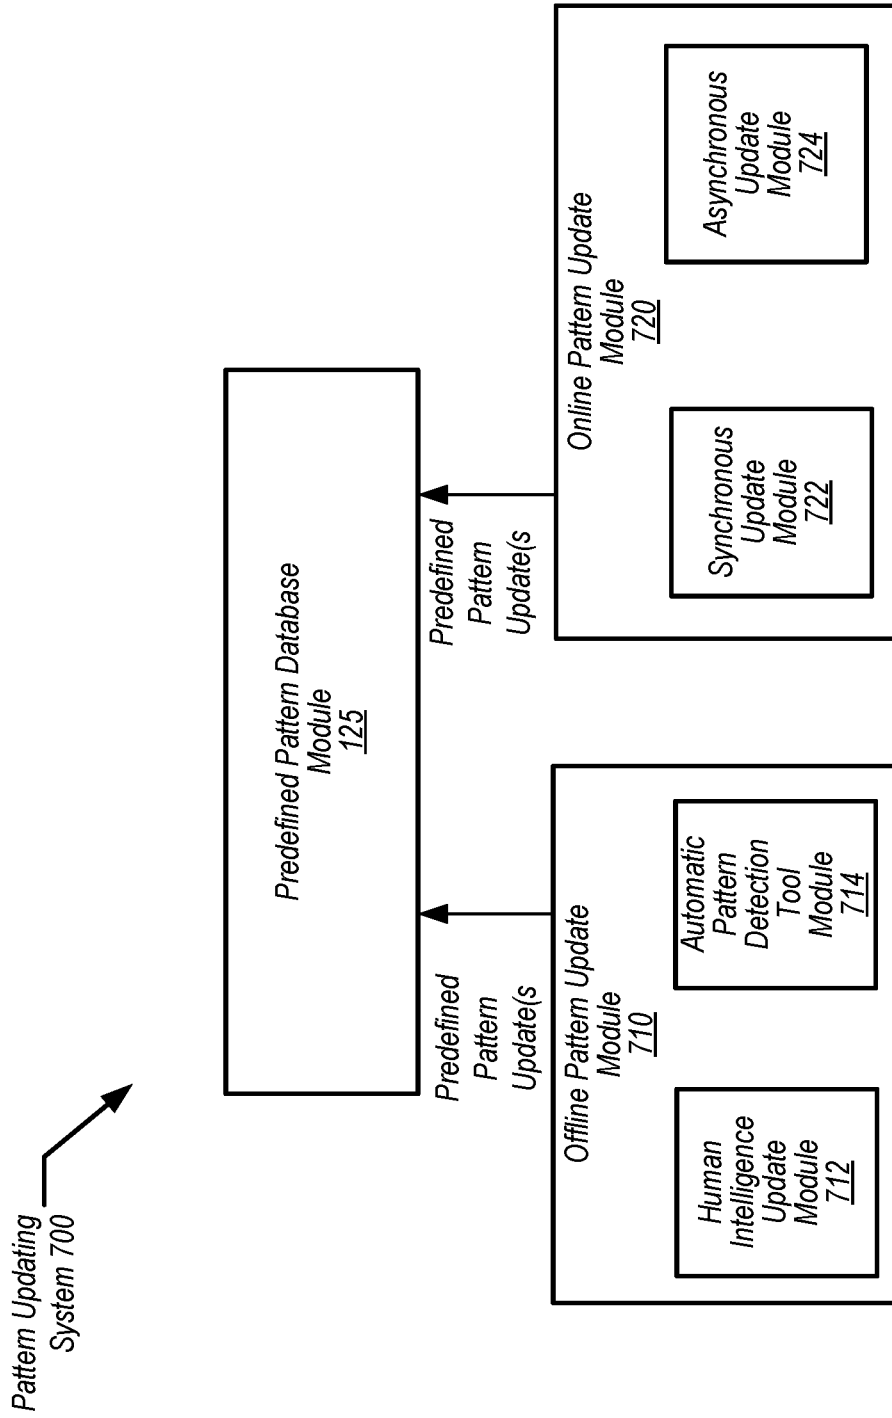 Pattern Updating
System 700
Predefined Pattern Database
Module
125
Predefined
Pattern
Update(s
Predefined
Pattern
Update(s
Offline Pattern Update
Module
710
Human
Intelligence
Update
Module
712
Automatic
Pattern
Detection
Tool
Module
714
Online Pattern Update
Module
720
Synchronous
Update
Module
722
Asynchronous
Update
Module
724